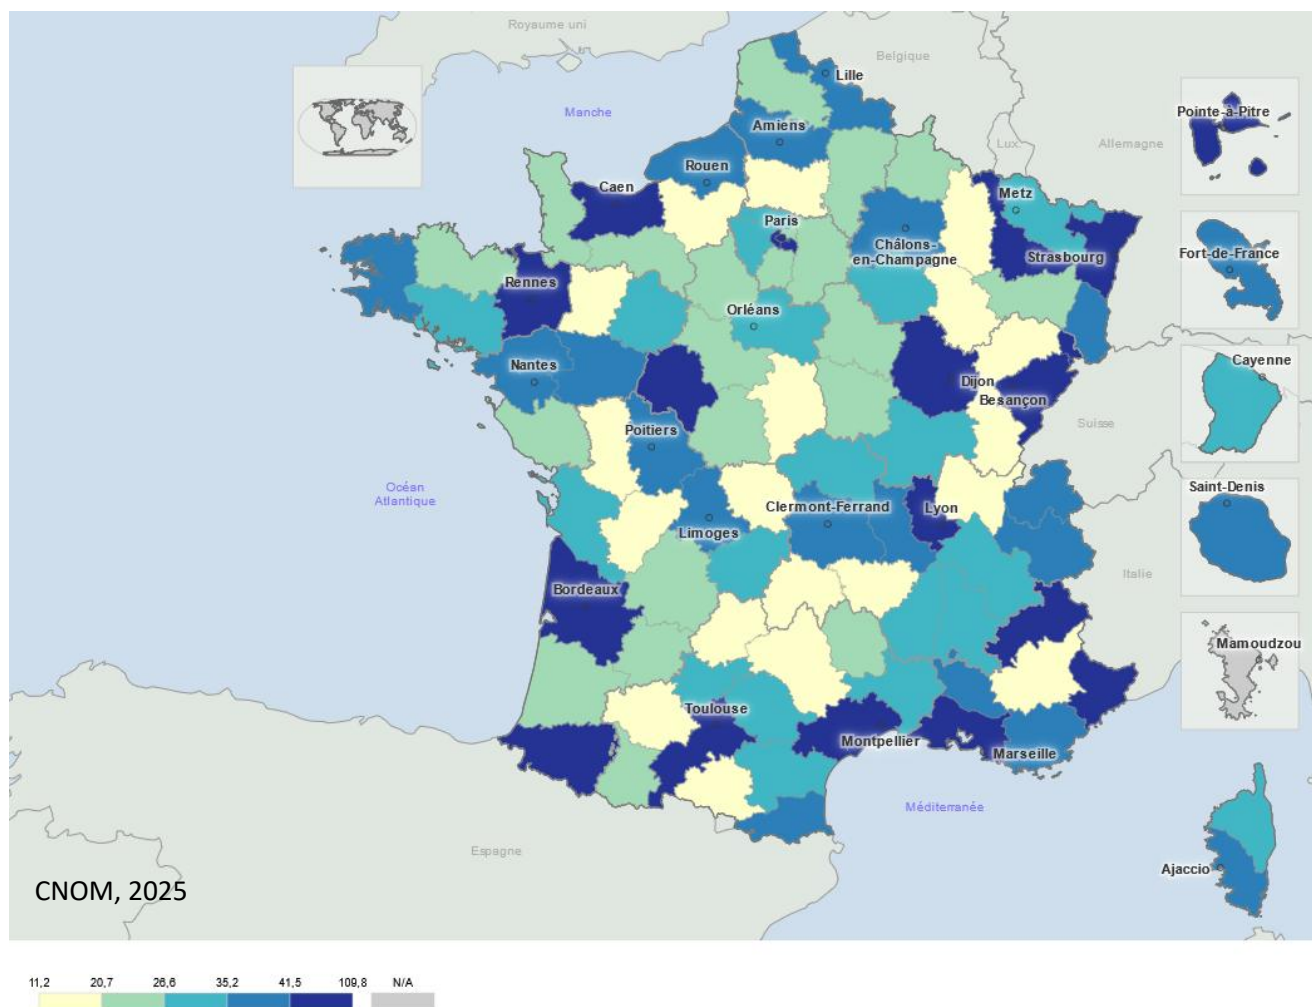 Royaume uni
Belgique
Lille
Manche
Pointe-à-Pitre
Amiens
Lux.
Allemagne
Rouen
Caen
Metz
Paris
Châlons-
en-Champagne
Strasbourg
Fort-de-France
Rennes
Orléans
Nantes
Cayenne
Dijon
Besançon
Suisse
Poitiers
Océan
Atlantique
Saint-Denis
Clermont-Ferrand
Lyon
Limoges
Italie
Bordeaux
Mamoudzou
Toulouse
Montpellier
Marseille
Méditerranée
Espagne
Ajaccio
CNOM, 2025
11,2 20,7 26,6 35,2 41,5 109,8 N/A